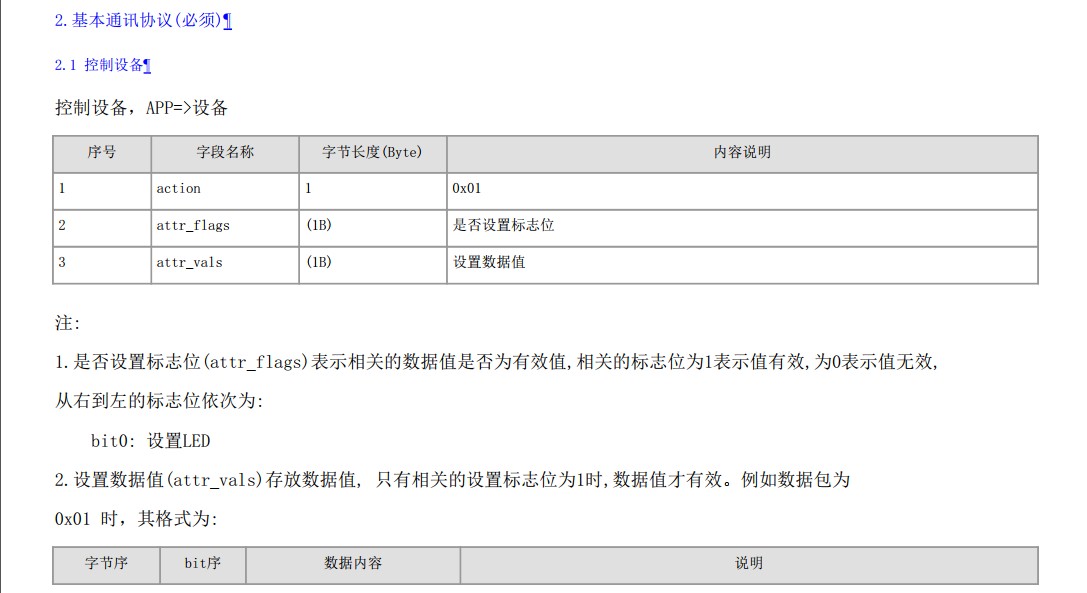 2.基本通讯协议(必须)¶
2.1 控制设备¶
控制设备，APP=>设备
序号 字段名称 字节长度(Byte) 内容说明
1 action 1 0x01
2 attr_flags (1B) 是否设置标志位
3 attr_vals (1B) 设置数据值
注:
1.是否设置标志位(attr_flags)表示相关的数据值是否为有效值,相关的标志位为1表示值有效,为0表示值无效,
从右到左的标志位依次为:
bit0: 设置LED
2.设置数据值(attr_vals)存放数据值, 只有相关的设置标志位为1时,数据值才有效。例如数据包为
0x01 时，其格式为:
字节序 bit序 数据内容 说明